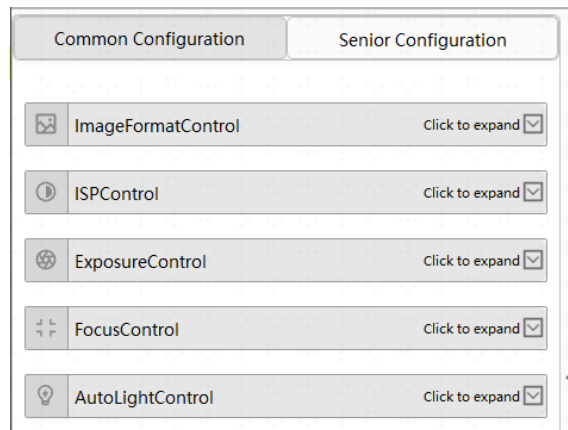 Common Configuration Senior Configuration
ImageFormatControl Click to expand
ISPControl Click to expand
ExposureControl Click to expand
FocusControl Click to expand
AutoLightControl Click to expand